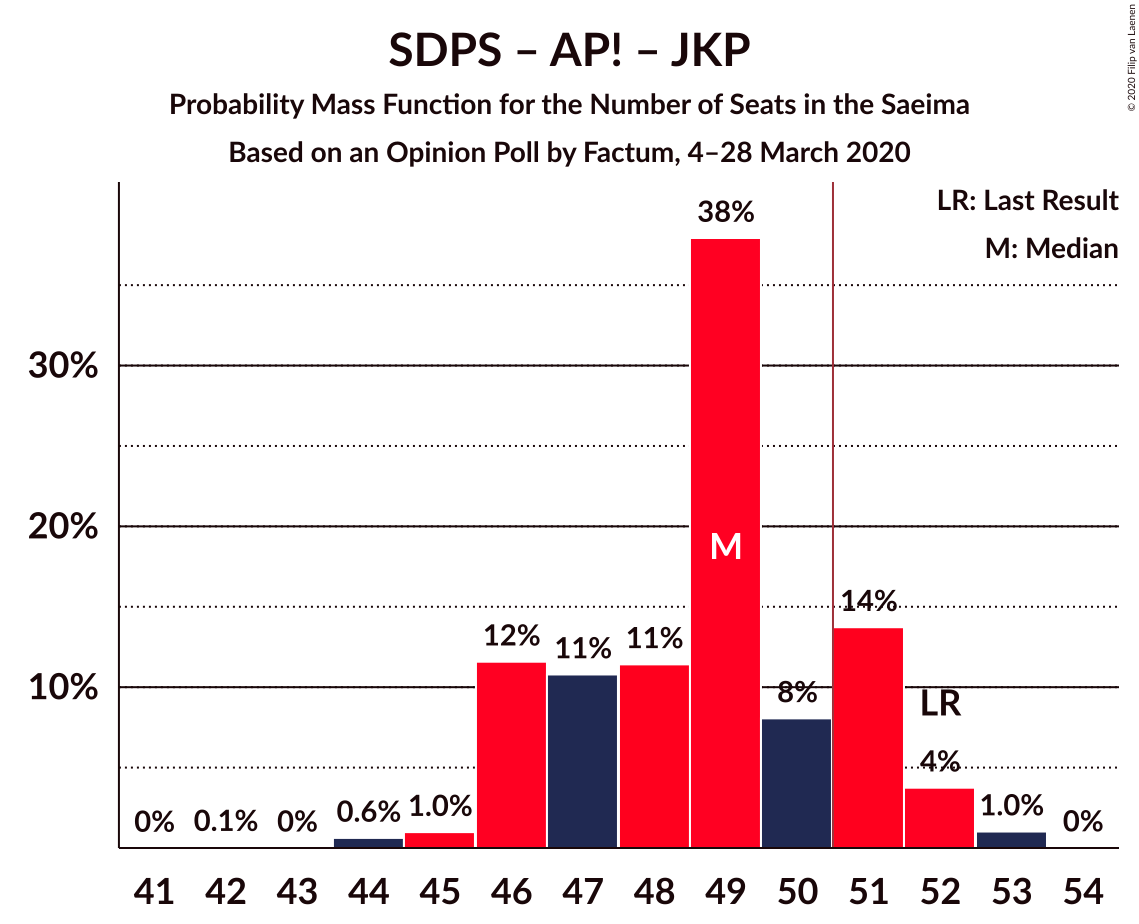 SDPS – AP! – JKP
Probability Mass Function for the Number of Seats in the Saeima
Based on an Opinion Poll by Factum, 4–28 March 2020
© 2020 Filip van Laenen
LR: Last Result
M: Median
30%
20%
10%
0%
0.1%
0%
0.6%
1.0%
12%
11%
11%
38%
M
8%
14%
LR
4%
1.0%
0%
41 42 43 44 45 46 47 48 49 50 51 52 53 54